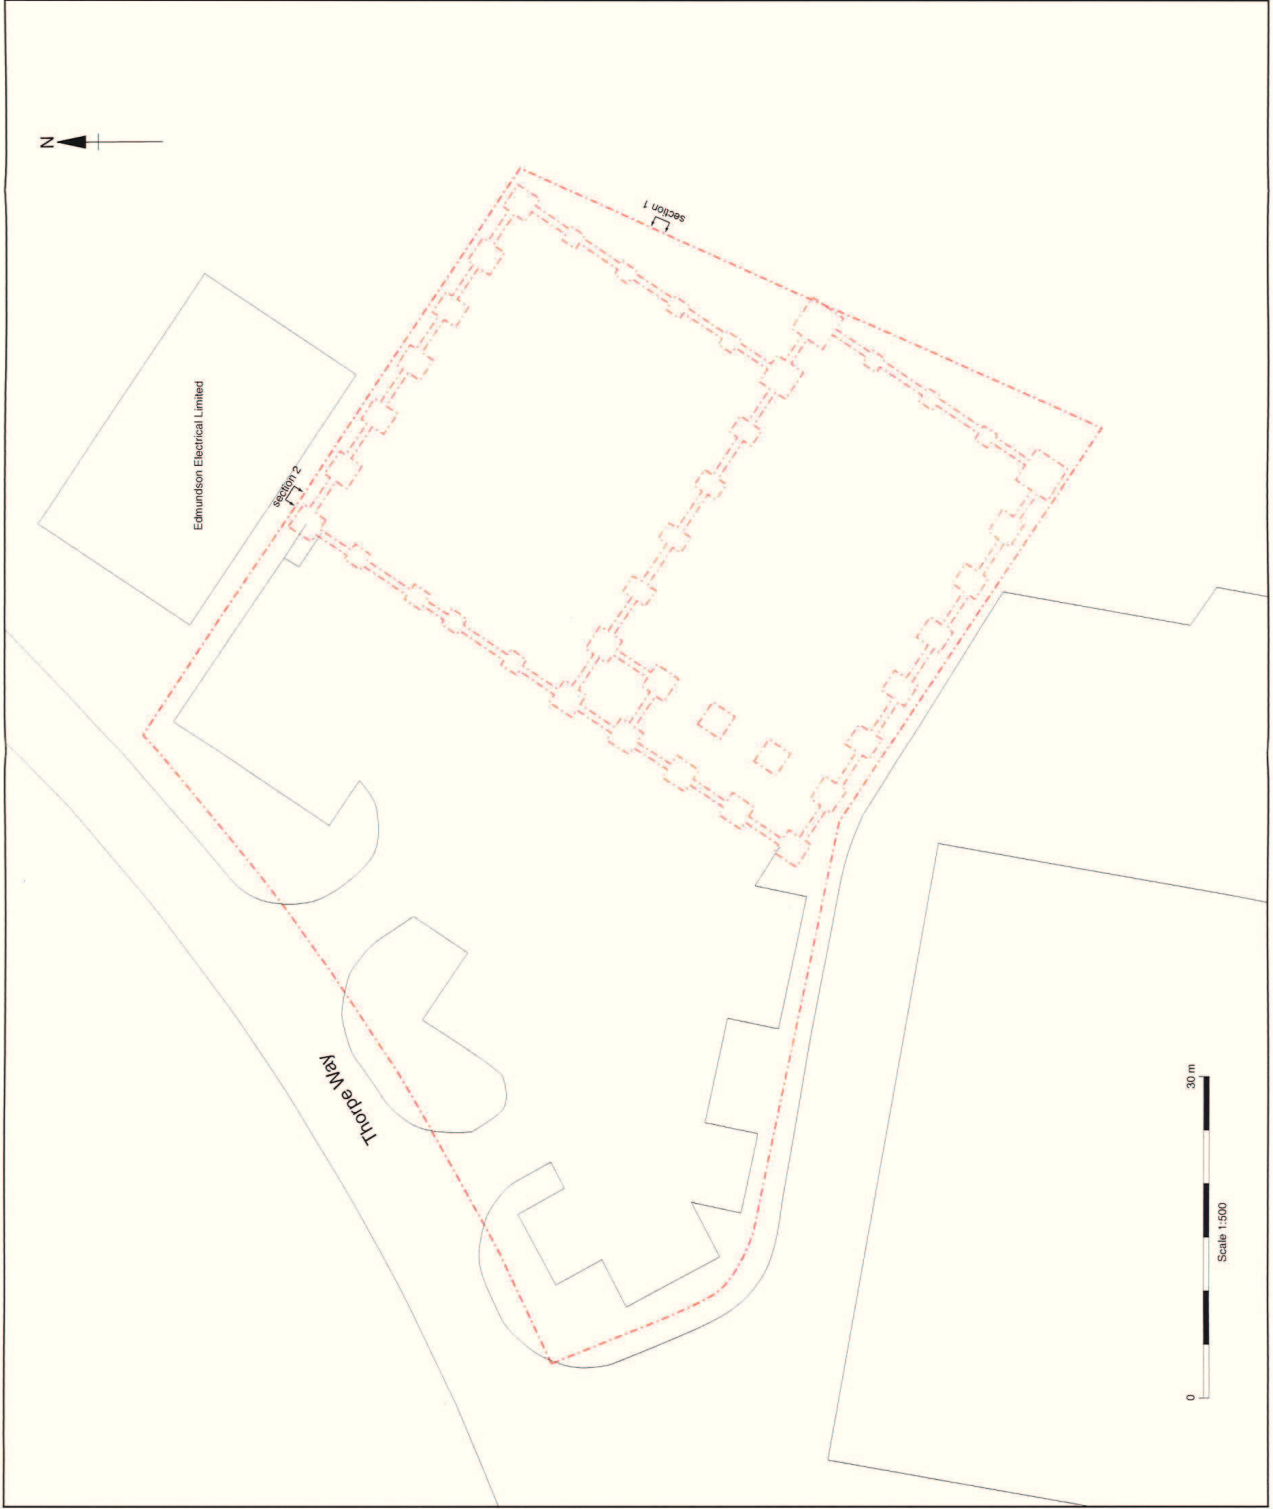 N
section 1
Edmundson Electrical Limited
section 2
Thorpe Way
30 m
0
Scale 1:500